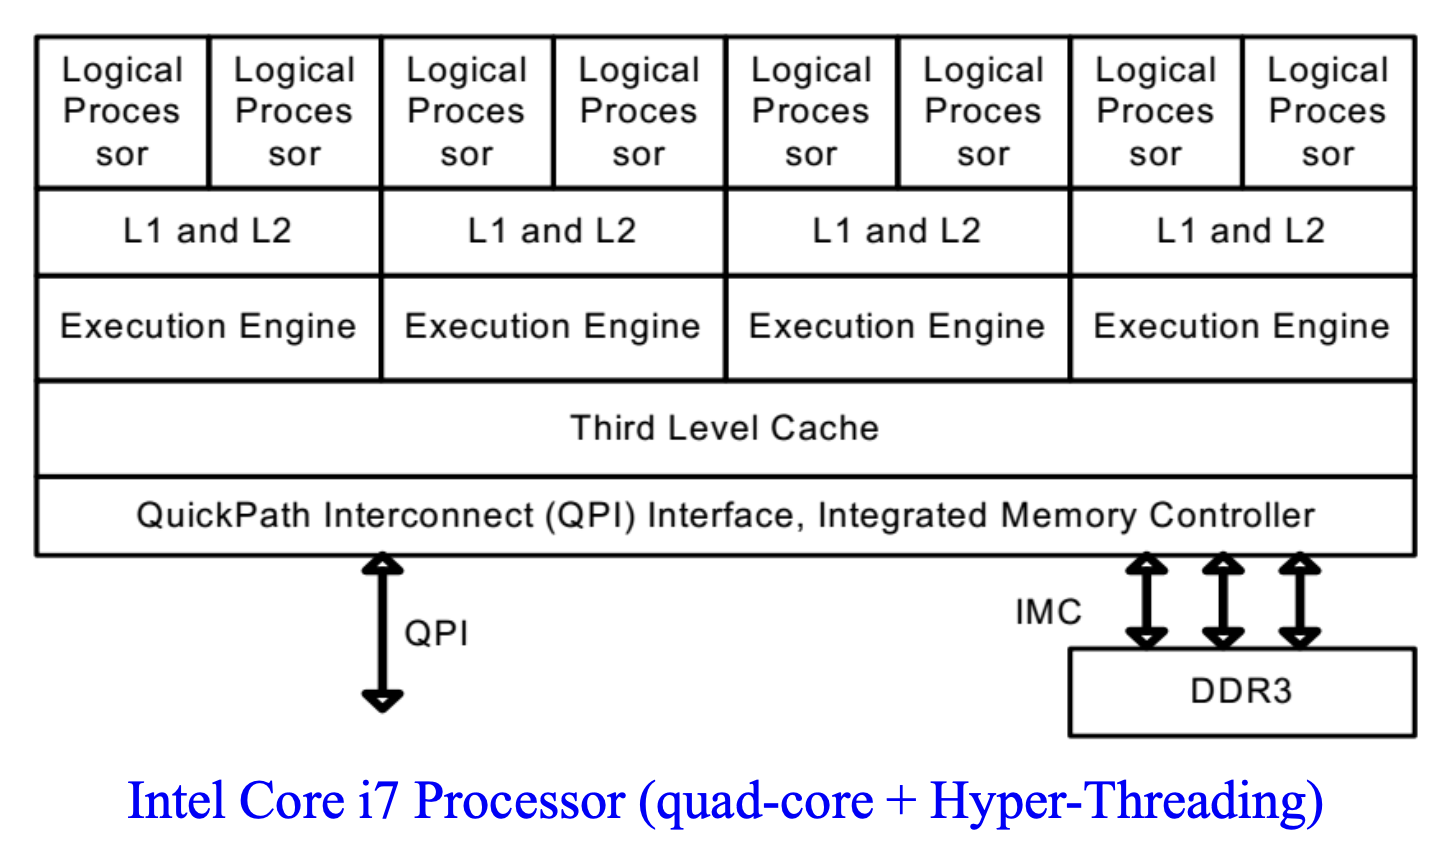 Logical Proces sor
Logical Proces sor
Logical Proces sor
Logical Proces sor
Logical Proces sor
Logical Proces sor
Logical Proces sor
Logical Proces sor
L1 and L2
L1 and L2
L1 and L2
L1 and L2
Execution Engine
Execution Engine
Execution Engine
Execution Engine
Third Level Cache
QuickPath Interconnect (QPI) Interface, Integrated Memory Controller
QPI
IMC
DDR3
Intel Core i7 Processor (quad-core + Hyper-Threading)